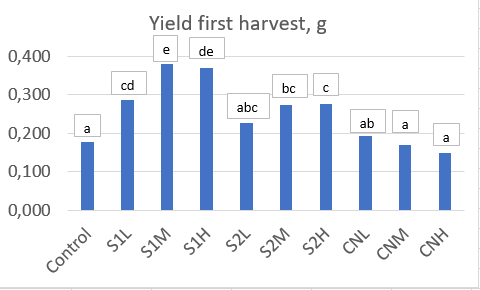 Yield first harvest, g
0,400
0,300
0,200
0,100
0,000
a
cd
e
de
abc
bc
c
ab
a
a
Control
S1L
S1M
S1H
S2L
S2M
S2H
CNL
CNM
CNH